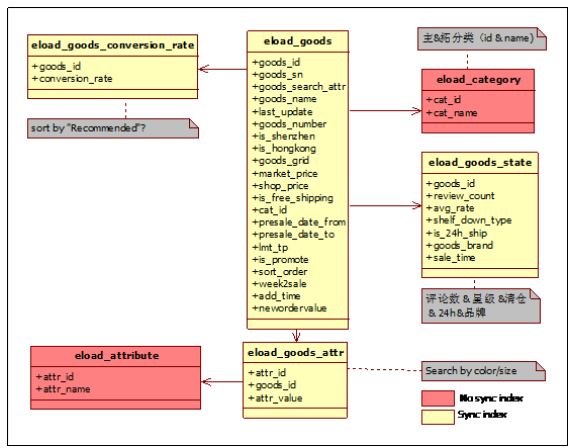 eload_goods_conversion_rate
+goods_id
+conversion_rate
sort by "Recommended"?
eload_goods
+goods_id
+goods_sn
+goods_search_attr
+goods_name
+last_update
+goods_number
+is_shenzhen
+is_hongkong
+goods_grid
+market_price
+shop_price
+is_free_shipping
+cat_id
+presale_date_from
+presale_date_to
+lmt_tp
+is_promote
+sort_order
+week2sale
+add_time
+newordervalue
主&拓分类（id & name）
eload_category
+cat_id
+cat_name
eload_goods_state
+goods_id
+review_count
+avg_rate
+shelf_down_type
+is_24h_ship
+goods_brand
+sale_time
评论数 & 星级 &清仓
& 24h&品牌
eload_attribute
+attr_id
+attr_name
eload_goods_attr
+attr_id
+goods_id
+attr_value
Search by color/size
No sync index
Sync index